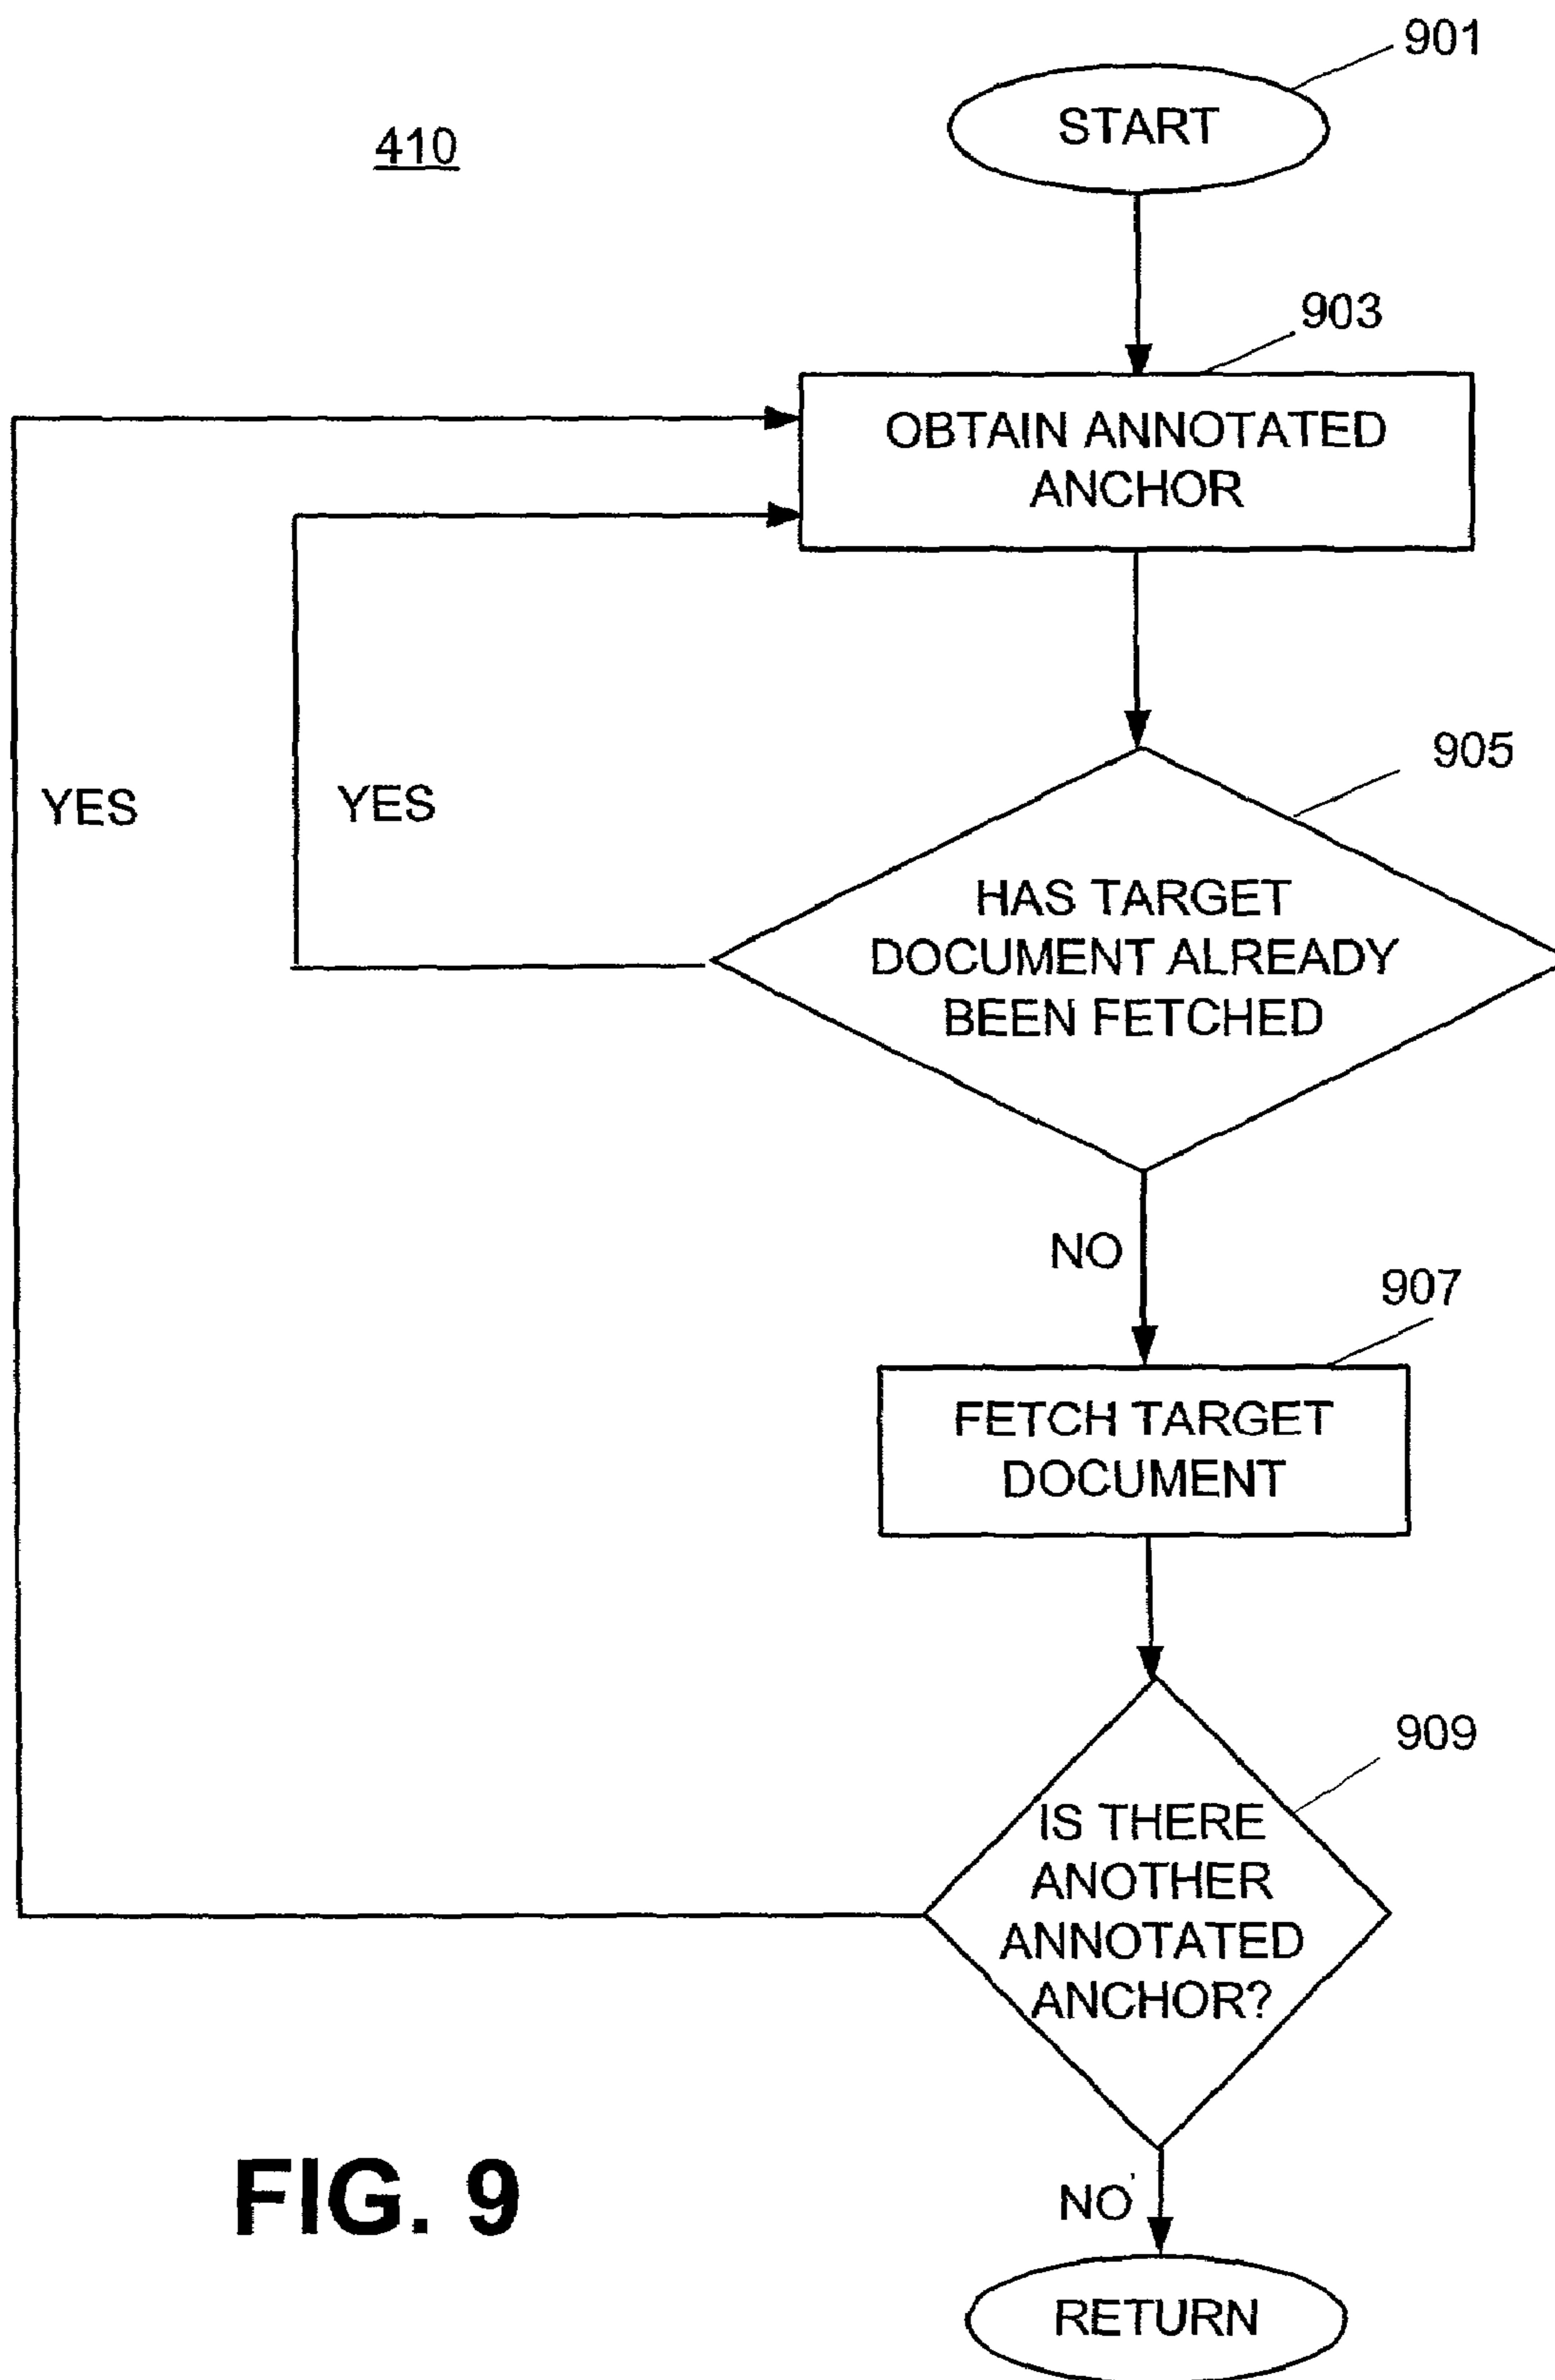 901
START
410
903
OBTAIN ANNOTATED
ANCHOR
905
YES
YES
HAS TARGET
DOCUMENT ALREADY
BEEN FETCHED
NO
907
FETCH TARGET
DOCUMENT
909
IS THERE
ANOTHER
ANNOTATED
ANCHOR?
NO
FIG. 9
RETURN